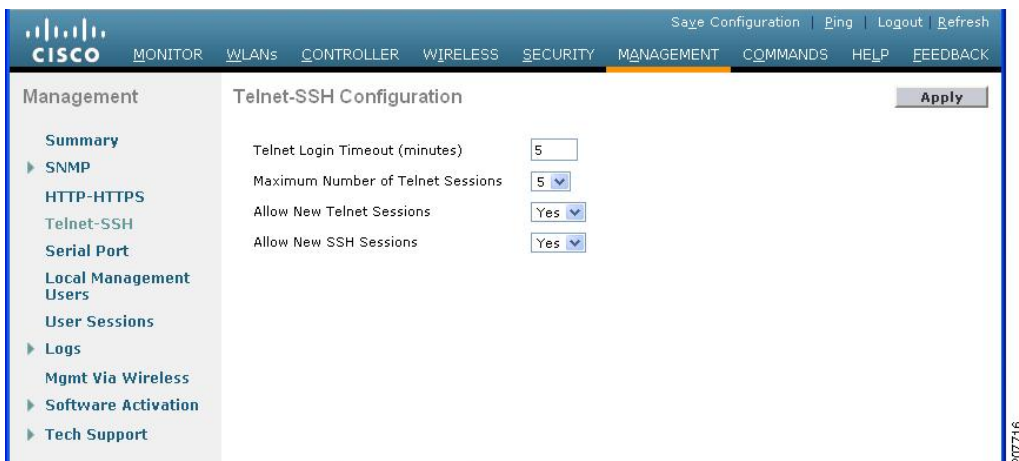 Save Configuration | Ping | Logout | Refresh
CISCO MONITOR WLANs CONTROLLER WIRELESS SECURITY MANAGEMENT COMMANDS HELP FEEDBACK
Management
Summary
SNMP
HTTP-HTTPS
Telnet-SSH
Serial Port
Local Management
Users
User Sessions
Logs
Mgmt Via Wireless
Software Activation
Tech Support
Telnet-SSH Configuration
Apply
Telnet Login Timeout (minutes) 5
Maximum Number of Telnet Sessions 5
Allow New Telnet Sessions Yes
Allow New SSH Sessions Yes
207716